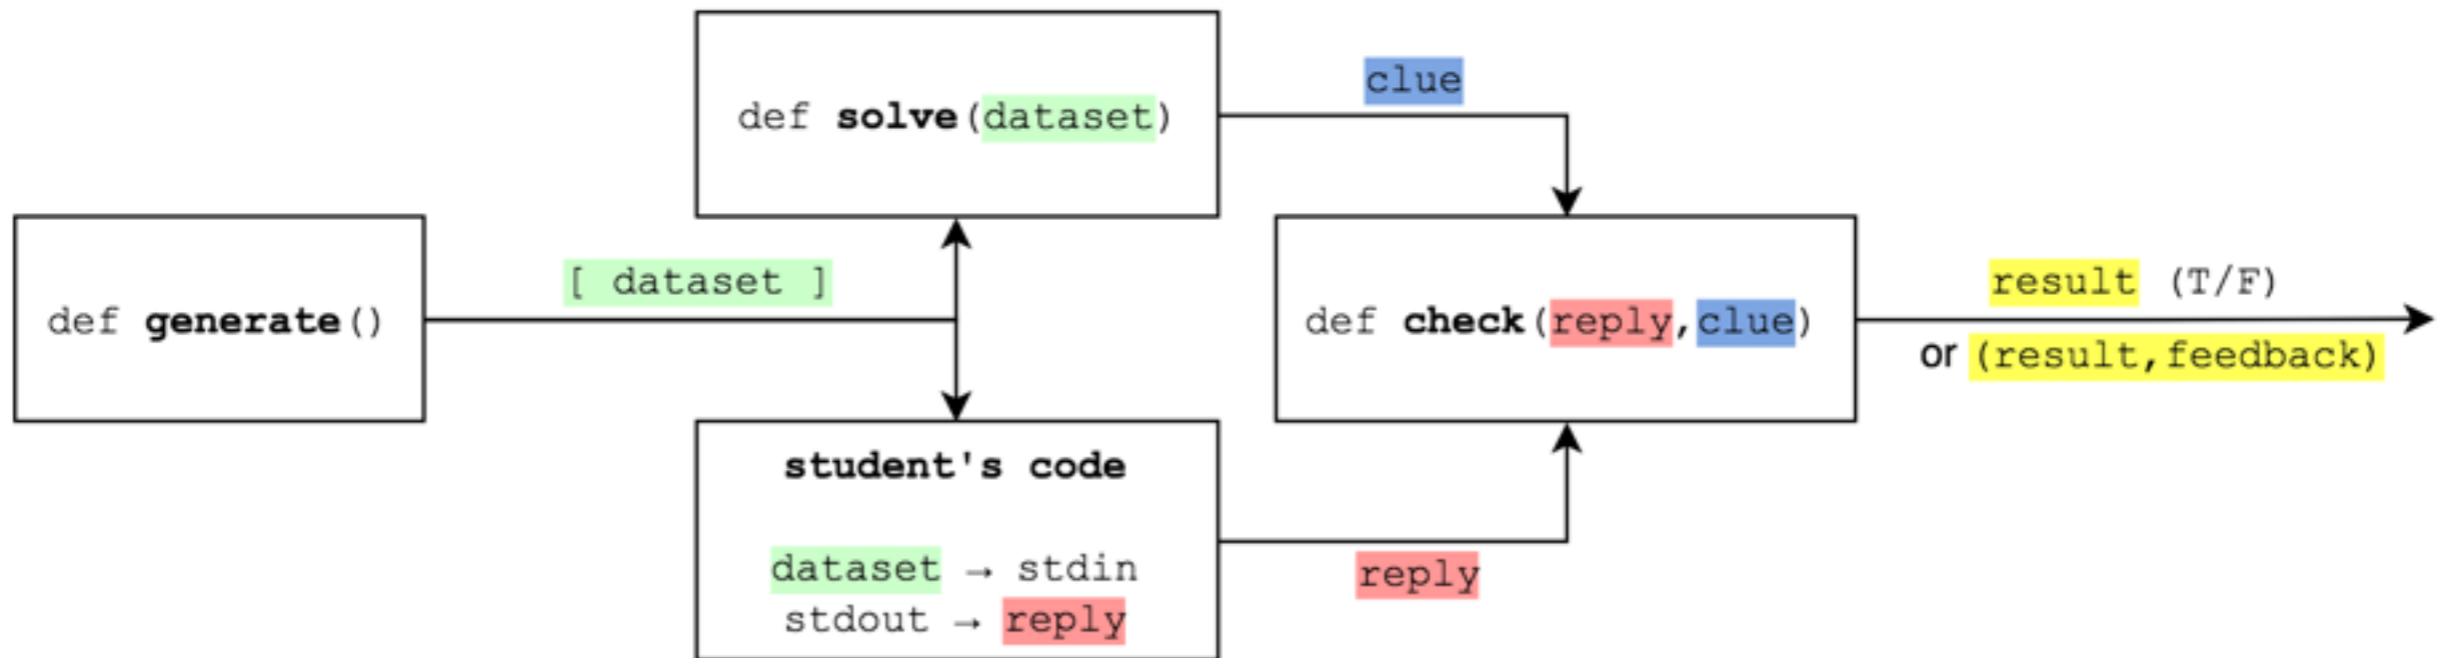 def generate()
[ dataset ]
def solve(dataset)
student's code
dataset → stdin
stdout → reply
clue
reply
def check(reply,clue)
result (T/F)
or (result,feedback)